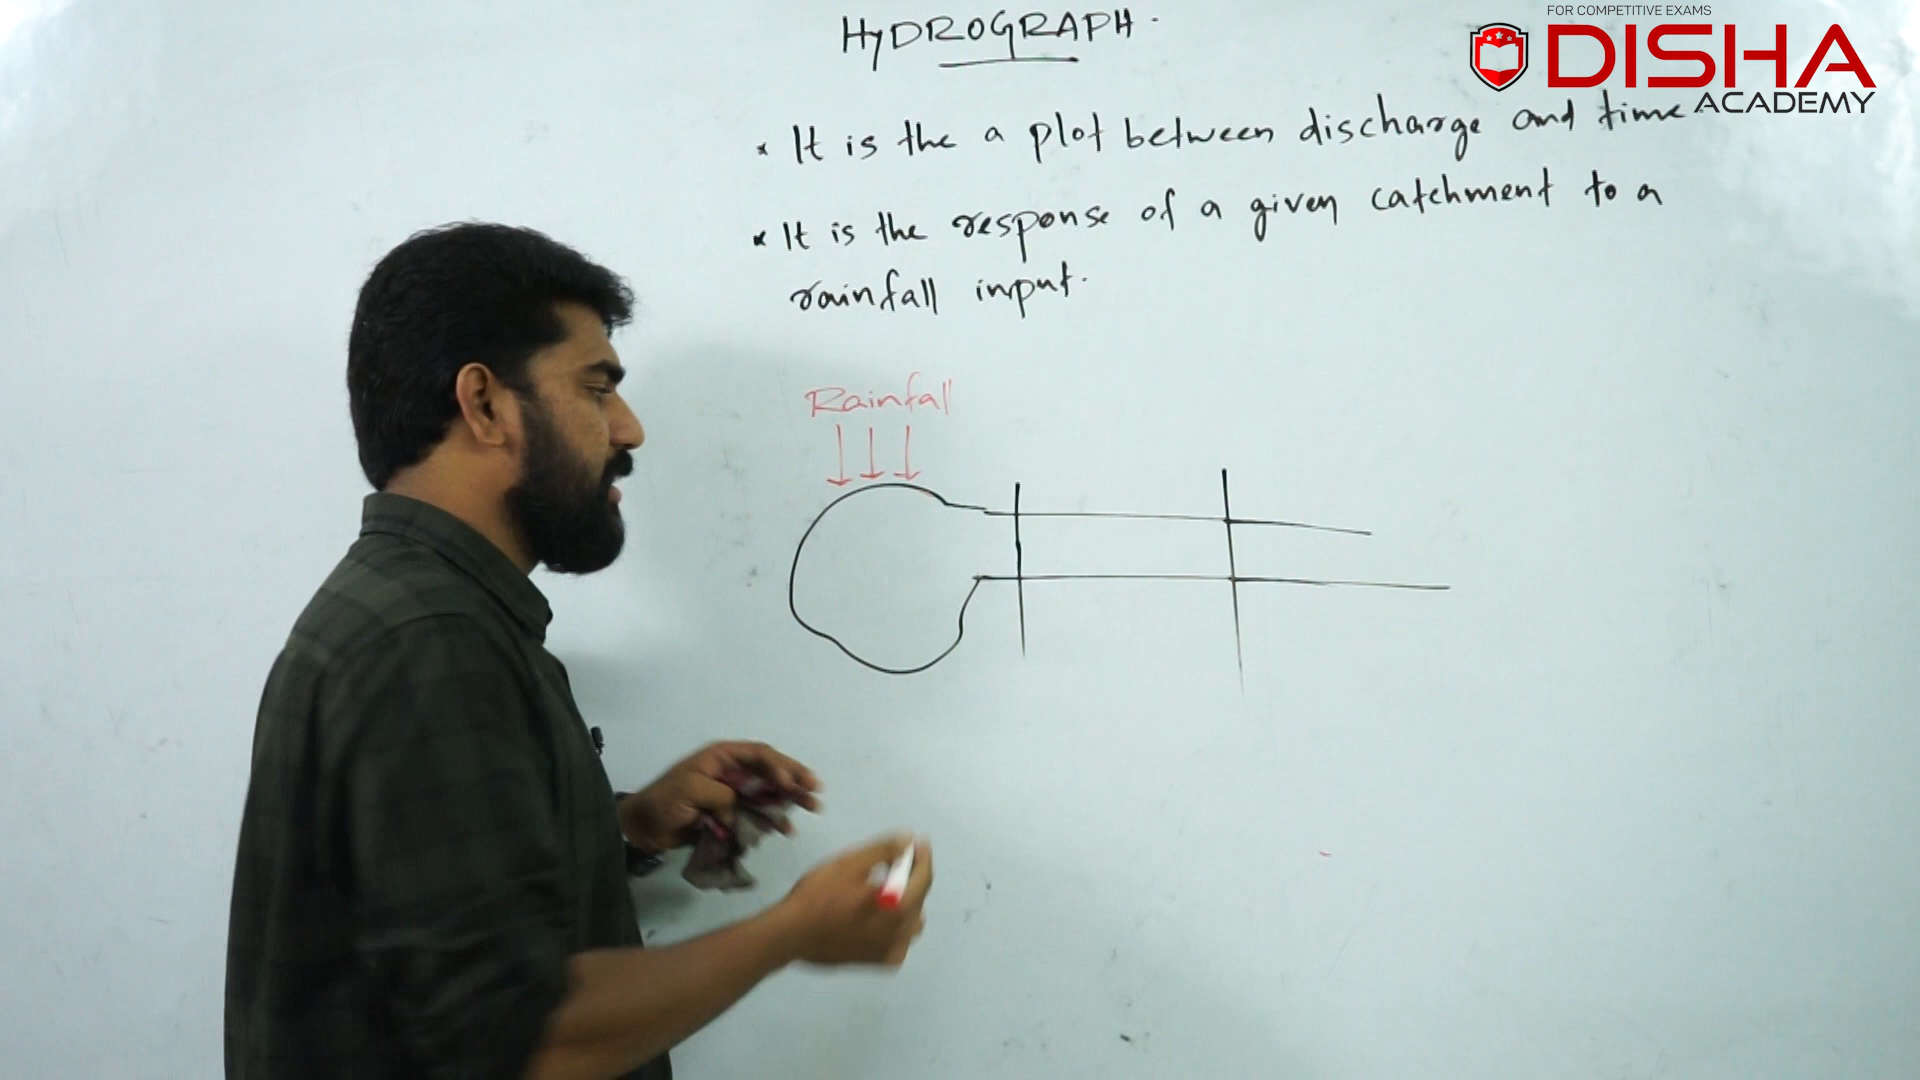 HYDROGRAPH.
FOR COMPETITIVE EXAMS
DISHA
ACADEMY
* It is the a plot between discharge and time
* It is the response of a given catchment to a
rainfall input.
Rainfall